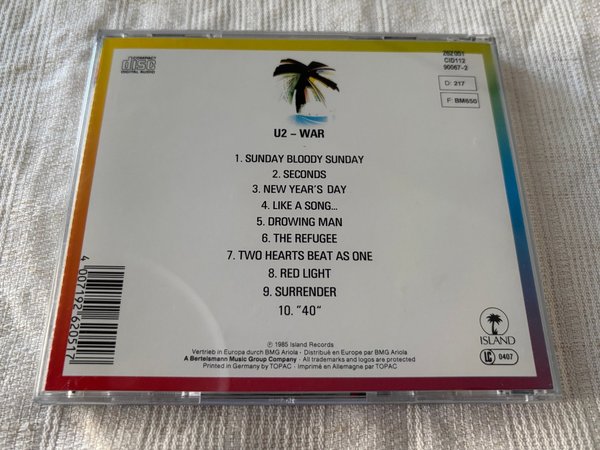 COMPACT
disc
DIGITAL AUDIO
262 051
CID112
90067-2
D: 217
F: BM650
U2 – WAR
1. SUNDAY BLOODY SUNDAY
2. SECONDS
3. NEW YEAR'S DAY
4. LIKE A SONG...
5. DROWING MAN
6. THE REFUGEE
7. TWO HEARTS BEAT AS ONE
8. RED LIGHT
9. SURRENDER
10. "40"
4 007192 620517
℗ 1985 Island Records
Vertrieb in Europa durch BMG Ariola · Distribué en Europe par BMG Ariola
A Bertelsmann Music Group Company · All trademarks and logos are protected
Printed in Germany by TOPAC · Imprimé en Allemagne par TOPAC
ISLAND
LC 0407